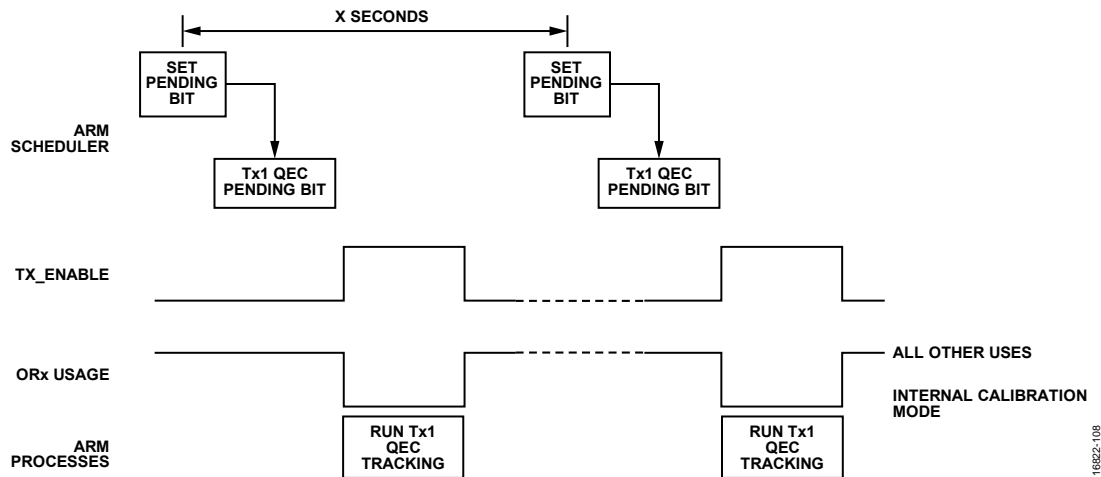 X SECONDS
SET
PENDING
BIT
SET
PENDING
BIT
ARM
SCHEDULER
Tx1 QEC
PENDING BIT
Tx1 QEC
PENDING BIT
TX_ENABLE
ORx USAGE
ALL OTHER USES
INTERNAL CALIBRATION
MODE
ARM
PROCESSES
RUN Tx1
QEC
TRACKING
RUN Tx1
QEC
TRACKING
16822-108